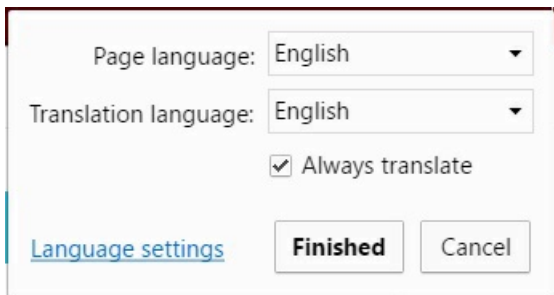 Page language: English
Translation language: English
Always translate
Language settings Finished Cancel